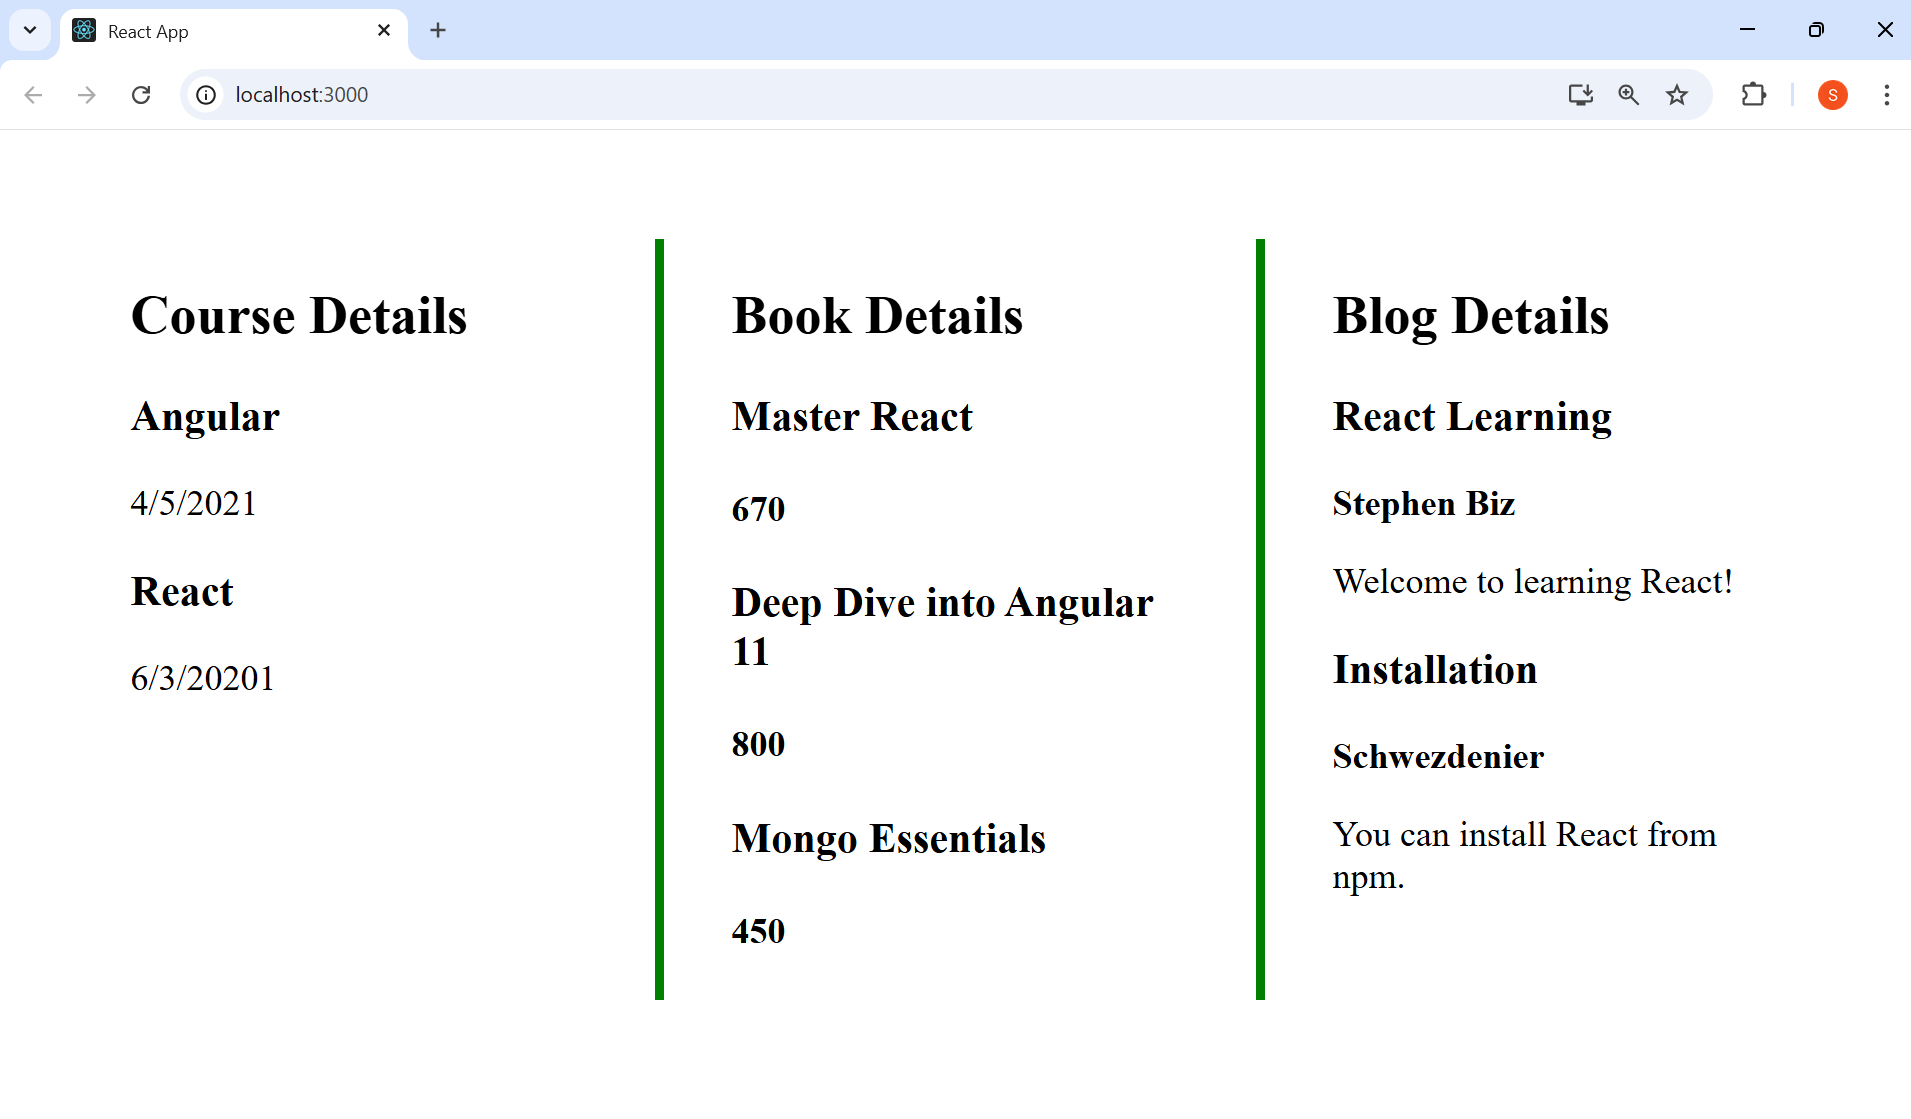 React App
localhost:3000
S
Course Details
Angular
4/5/2021
React
6/3/20201
Book Details
Master React
670
Deep Dive into Angular
11
800
Mongo Essentials
450
Blog Details
React Learning
Stephen Biz
Welcome to learning React!
Installation
Schwezdenier
You can install React from
npm.